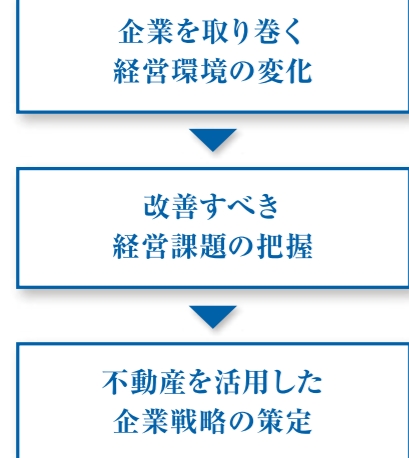 企業を取り巻く
経営環境の変化
改善すべき
経営課題の把握
不動産を活用した
企業戦略の策定